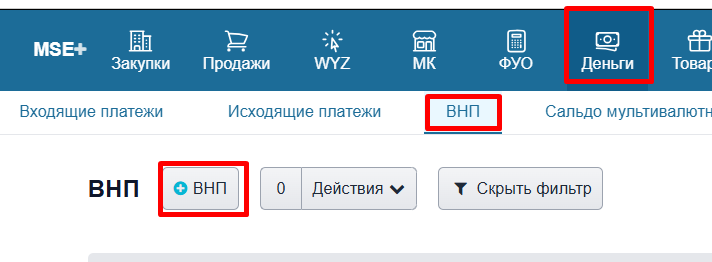 MSE+ Закупки Продажи WYZ МК ФУО Деньги Товар
Входящие платежи Исходящие платежи ВНП Сальдо мультивалютн
ВНП ВНП 0 Действия Скрыть фильтр